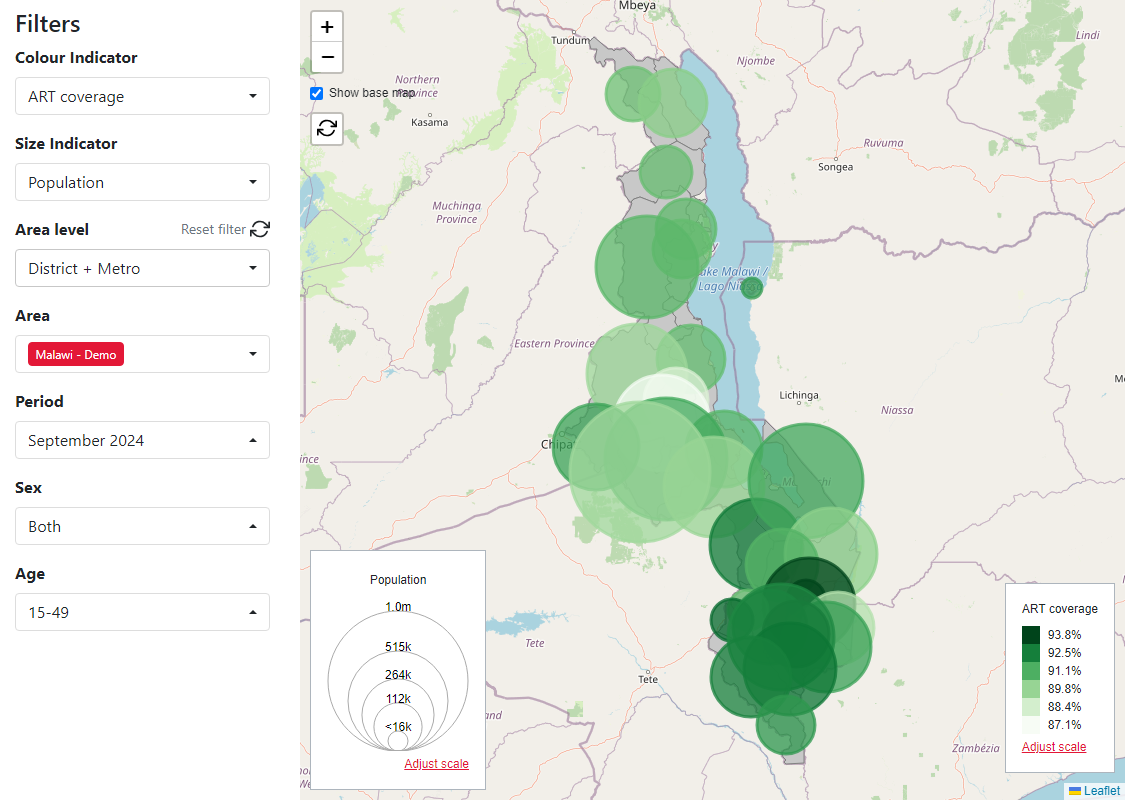 Filters
Colour Indicator
ART coverage
Size Indicator
Population
Area level
Reset filter
District + Metro
Area
Malawi - Demo
Period
September 2024
Sex
Both
Age
15-49
+
−
Show base map
Mbeya
Tundum
Northern
Province
Kasama
Njombe
Lindi
Ruvuma
Songea
Muchinga
Province
ake Malawi /
Lago Niassa
Eastern Province
Lichinga
Niassa
Chipa
ince
Tete
Tete
Zambézia
Population
1.0m
515k
264k
112k
<16k
Adjust scale
ART coverage
93.8%
92.5%
91.1%
89.8%
88.4%
87.1%
Adjust scale
Leaflet